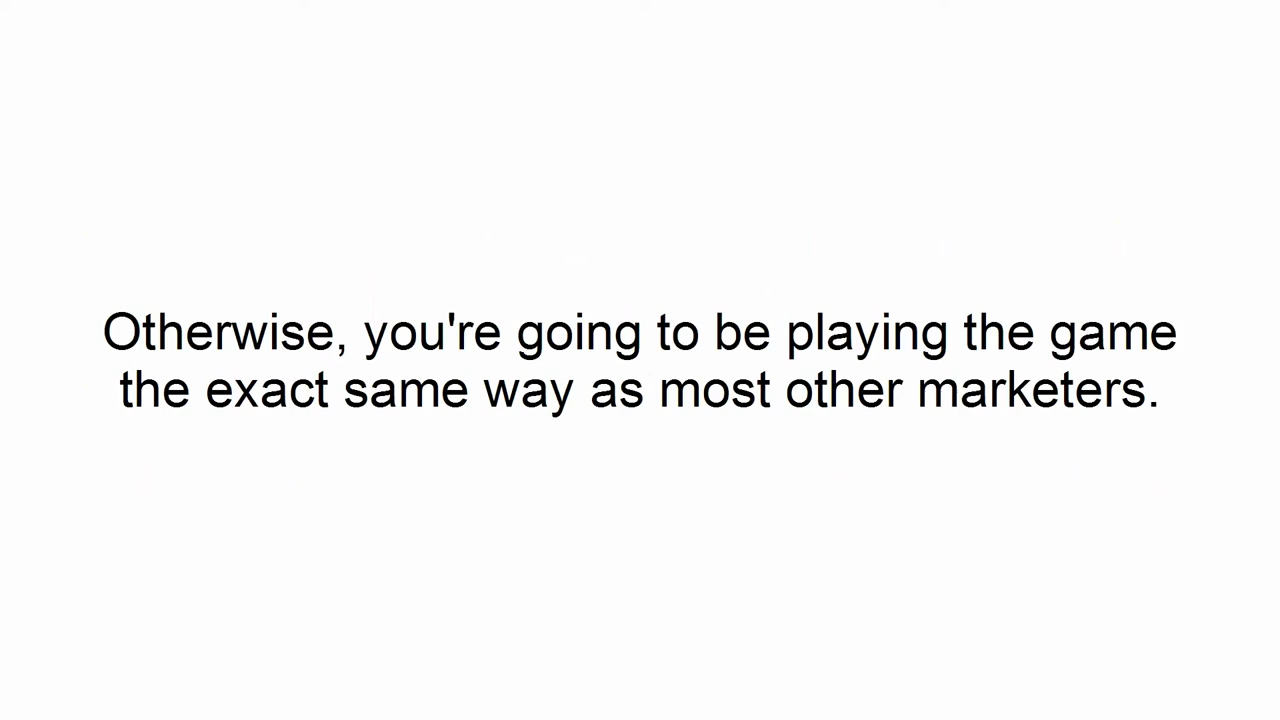 Otherwise, you're going to be playing the game
the exact same way as most other marketers.